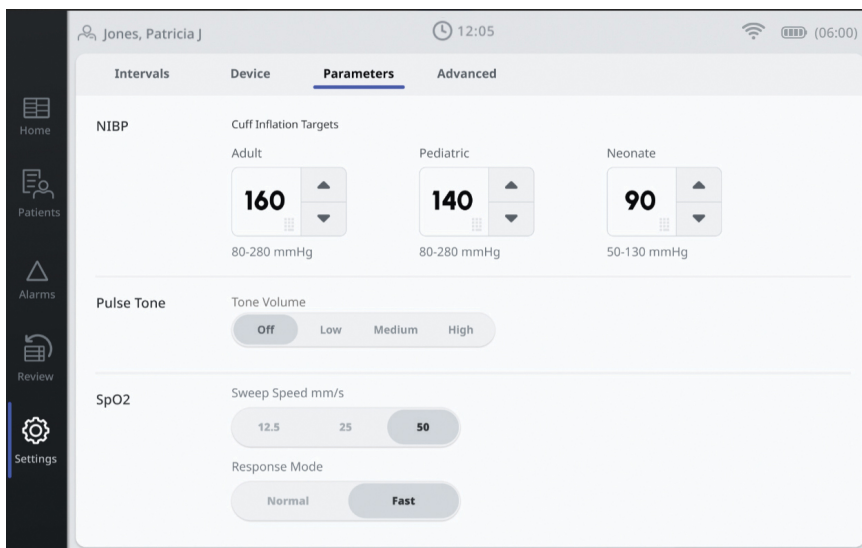 Jones, Patricia J 12:05 (06:00)
Intervals Device Parameters Advanced
Home
Patients
Alarms
Review
Settings
NIBP Cuff Inflation Targets
Adult Pediatric Neonate
160 140 90
80-280 mmHg 80-280 mmHg 50-130 mmHg
Pulse Tone Tone Volume
Off Low Medium High
SpO2 Sweep Speed mm/s
12.5 25 50
Response Mode
Normal Fast